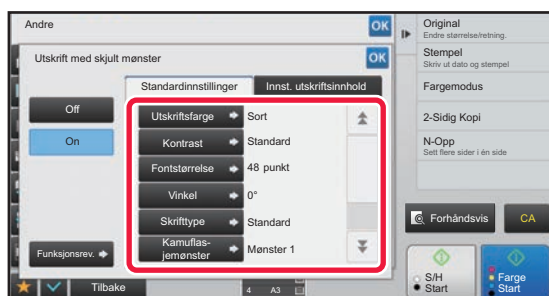 Andre
OK
Utskrift med skjult mønster
OK
Standardinnstillinger
Innst. utskriftsinnhold
Off
On
Funksjonsrev.
Utskriftsfarge
Sort
Kontrast
Standard
Fontstørrelse
48 punkt
Vinkel
0°
Skrifttype
Standard
Kamuflas-
jemønster
Mønster 1
Tilbake
4 A3
Original
Endre størrelse/retning.
Stempel
Skriv ut dato og stempel
Fargemodus
2-Sidig Kopi
N-Opp
Sett flere sider i én side
Forhåndsvis
CA
S/H
Start
Farge
Start